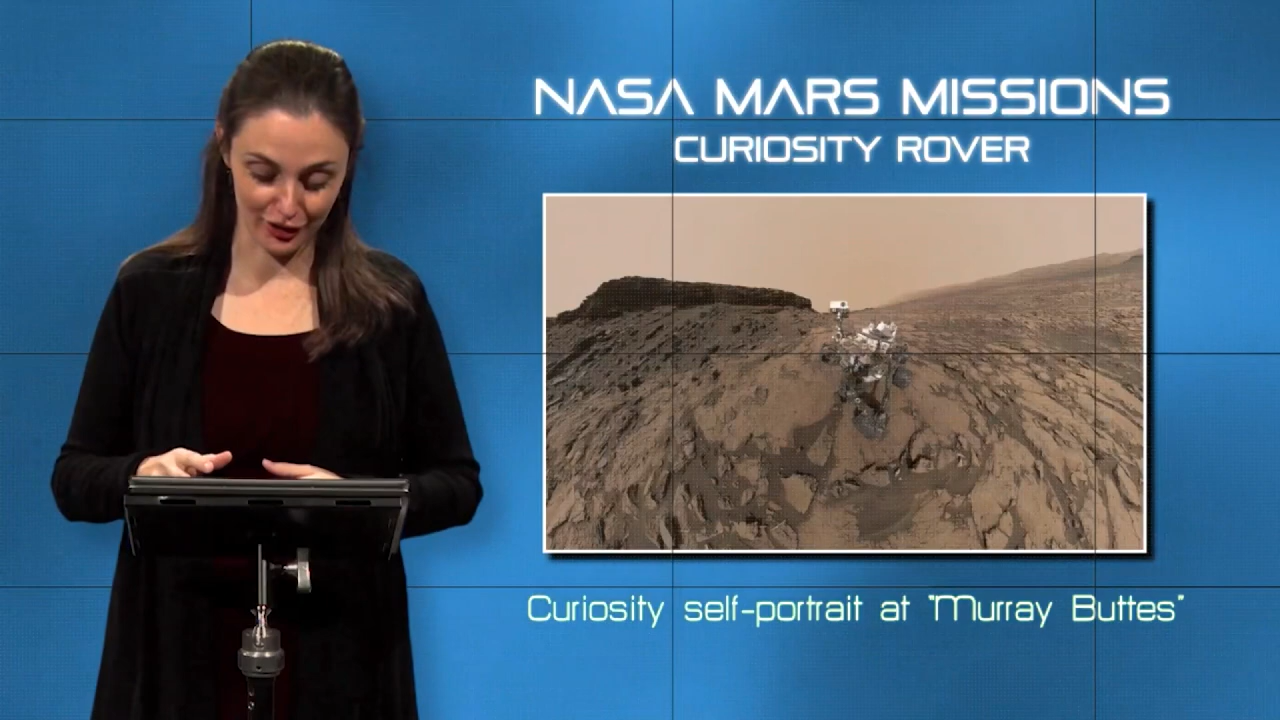 NASA MARS MISSIONS
CURIOSITY ROVER
Curiosity self-portrait at "Murray Buttes"